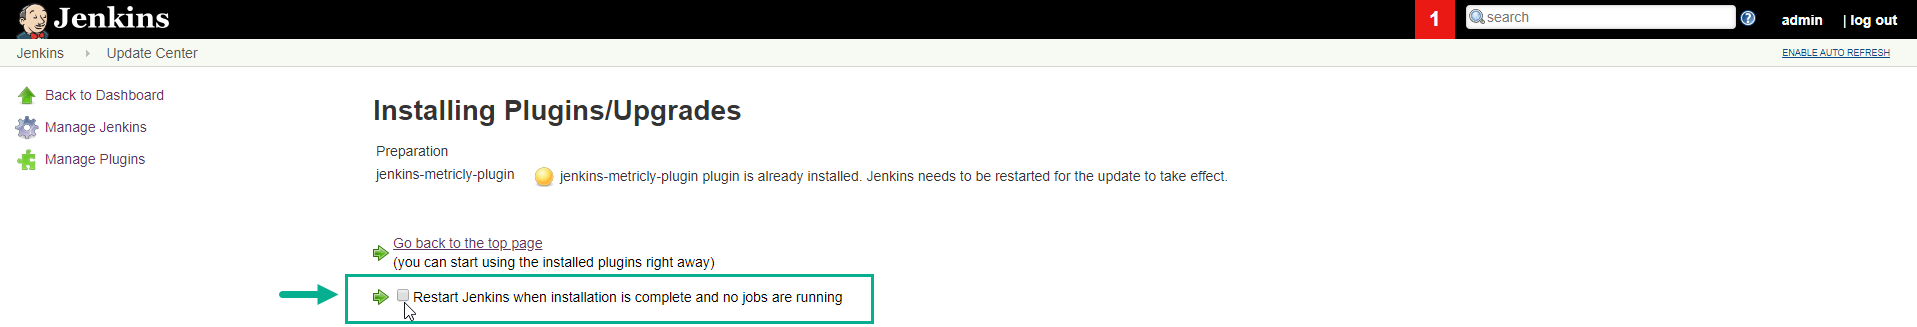 Jenkins
1
search
?
admin
| log out
Jenkins
Update Center
ENABLE AUTO REFRESH
Back to Dashboard
Manage Jenkins
Manage Plugins
Installing Plugins/Upgrades
Preparation
jenkins-metricly-plugin
jenkins-metricly-plugin plugin is already installed. Jenkins needs to be restarted for the update to take effect.
Go back to the top page
(you can start using the installed plugins right away)
Restart Jenkins when installation is complete and no jobs are running